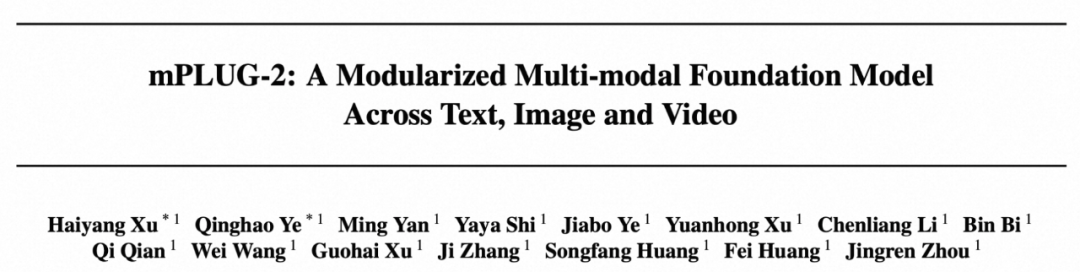 mPLUG-2: A Modularized Multi-modal Foundation Model
Across Text, Image and Video
Haiyang Xu * 1 Qinghao Ye * 1 Ming Yan 1 Yaya Shi 1 Jiabo Ye 1 Yuanhong Xu 1 Chenliang Li 1 Bin Bi 1
Qi Qian 1 Wei Wang 1 Guohai Xu 1 Ji Zhang 1 Songfang Huang 1 Fei Huang 1 Jingren Zhou 1